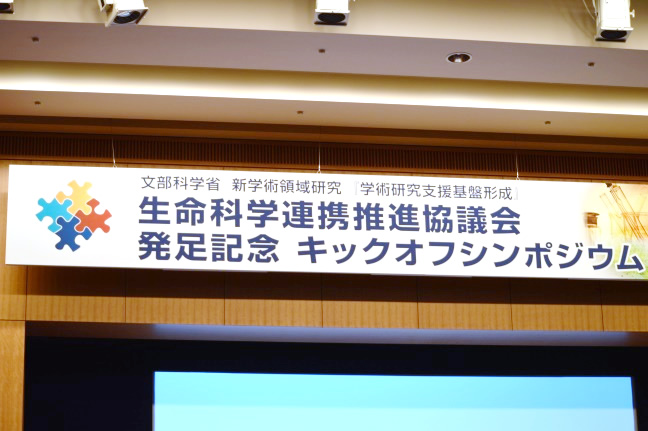 文部科学省 新学術領域研究 「学術研究支援基盤形成」
生命科学連携推進協議会
発足記念 キックオフシンポジウム